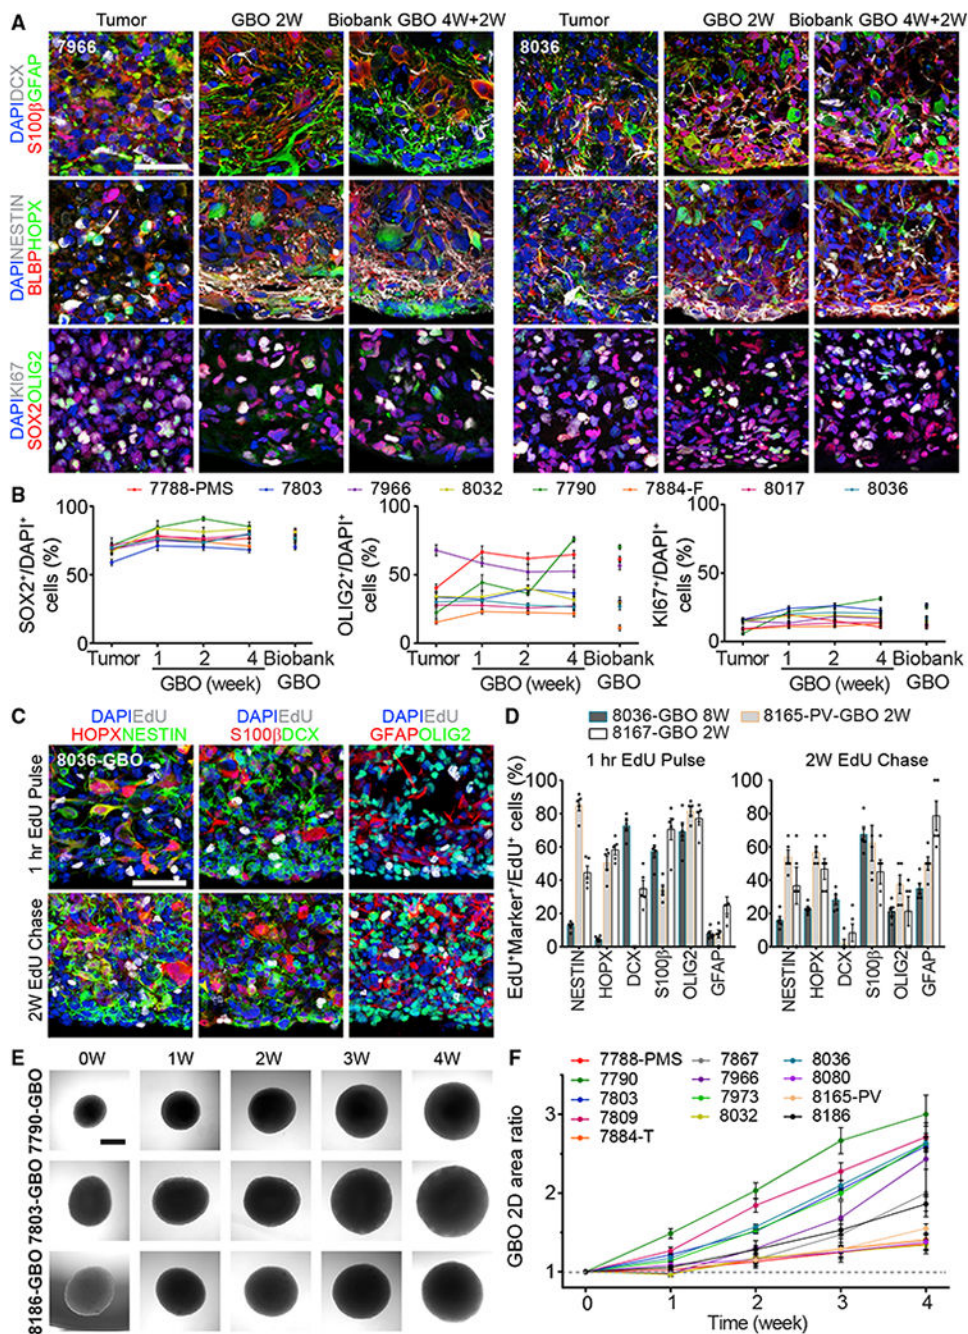 A
Tumor GBO 2W Biobank GBO 4W+2W Tumor GBO 2W Biobank GBO 4W+2W
7966 8036
DAPIDCX
S100βGFAP
DAPINESTIN
BLBPHOPX
DAPIKI67
SOX2OLIG2
B
7788-PMS 7803 7966 8032 7790 7884-F 8017 8036
SOX2⁺/DAPI⁺
cells (%)
100
50
0
Tumor 1 2 4 Biobank
GBO (week) GBO
OLIG2⁺/DAPI⁺
cells (%)
100
50
0
Tumor 1 2 4 Biobank
GBO (week) GBO
KI67⁺/DAPI⁺
cells (%)
100
50
0
Tumor 1 2 4 Biobank
GBO (week) GBO
C
DAPIEdU DAPIEdU DAPIEdU
HOPXNESTIN S100βDCX GFAPOLIG2
8036-GBO
1 hr EdU Pulse
2W EdU Chase
D
8036-GBO 8W 8165-PV-GBO 2W
8167-GBO 2W
1 hr EdU Pulse 2W EdU Chase
EdU⁺Marker⁺/EdU⁺ cells (%)
100
80
60
40
20
0
NESTIN
HOPX
DCX
S100β
OLIG2
GFAP
100
80
60
40
20
0
NESTIN
HOPX
DCX
S100β
OLIG2
GFAP
E
0W 1W 2W 3W 4W
7790-GBO
7803-GBO
8186-GBO
F
7788-PMS 7867 8036
7790 7966 8080
7803 7973 8165-PV
7809 8032 8186
7884-T
GBO 2D area ratio
3
2
1
0 1 2 3 4
Time (week)